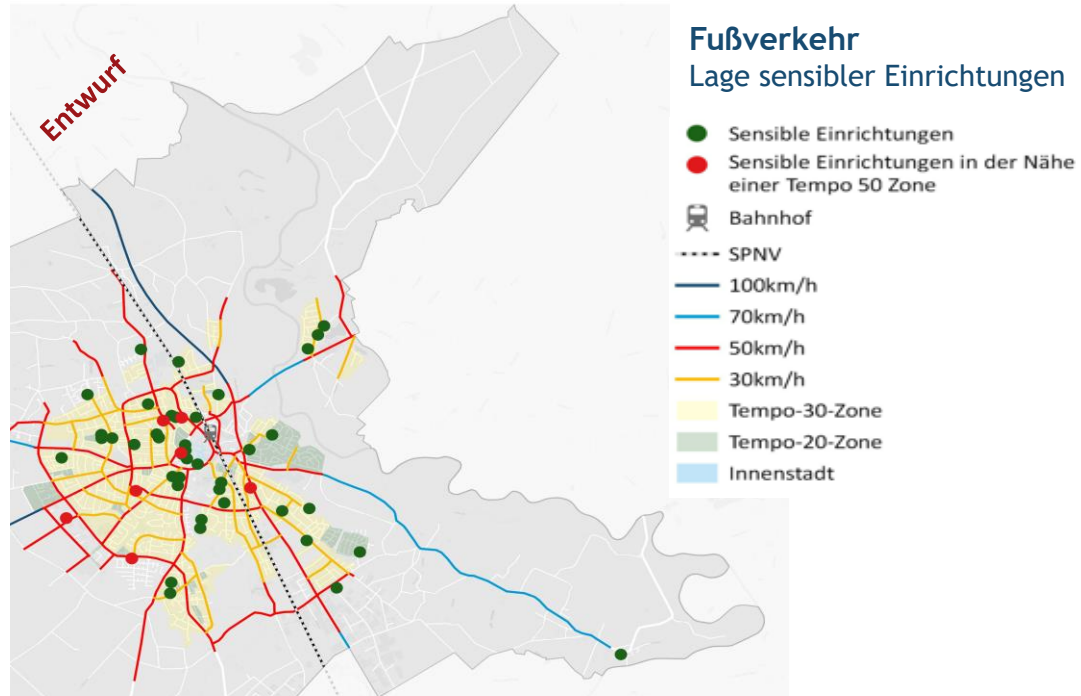 Entwurf
Fußverkehr
Lage sensibler Einrichtungen
Sensible Einrichtungen
Sensible Einrichtungen in der Nähe
einer Tempo 50 Zone
Bahnhof
SPNV
100km/h
70km/h
50km/h
30km/h
Tempo-30-Zone
Tempo-20-Zone
Innenstadt